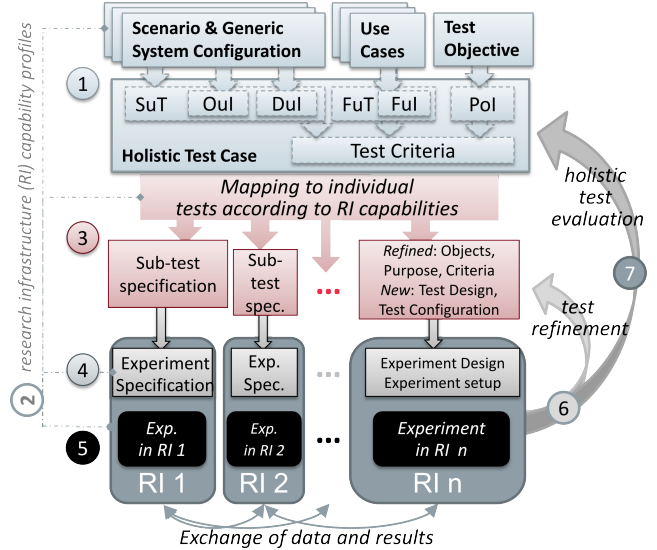 Scenario & Generic
System Configuration
Use
Cases
Test
Objective
1
SuT
OuI
DuI
FuT
FuI
PoI
Test Criteria
Holistic Test Case
research infrastructure (RI) capability profiles
2
Mapping to individual
tests according to RI capabilities
3
Sub-test
specification
Sub-
test
spec.
...
Refined: Objects,
Purpose, Criteria
New: Test Design,
Test Configuration
holistic
test
evaluation
7
test
refinement
6
4
Experiment
Specification
Exp.
Spec.
...
Experiment Design
Experiment setup
5
Exp.
in RI 1
Exp.
in RI 2
...
Experiment
in RI n
RI 1
RI 2
RI n
Exchange of data and results